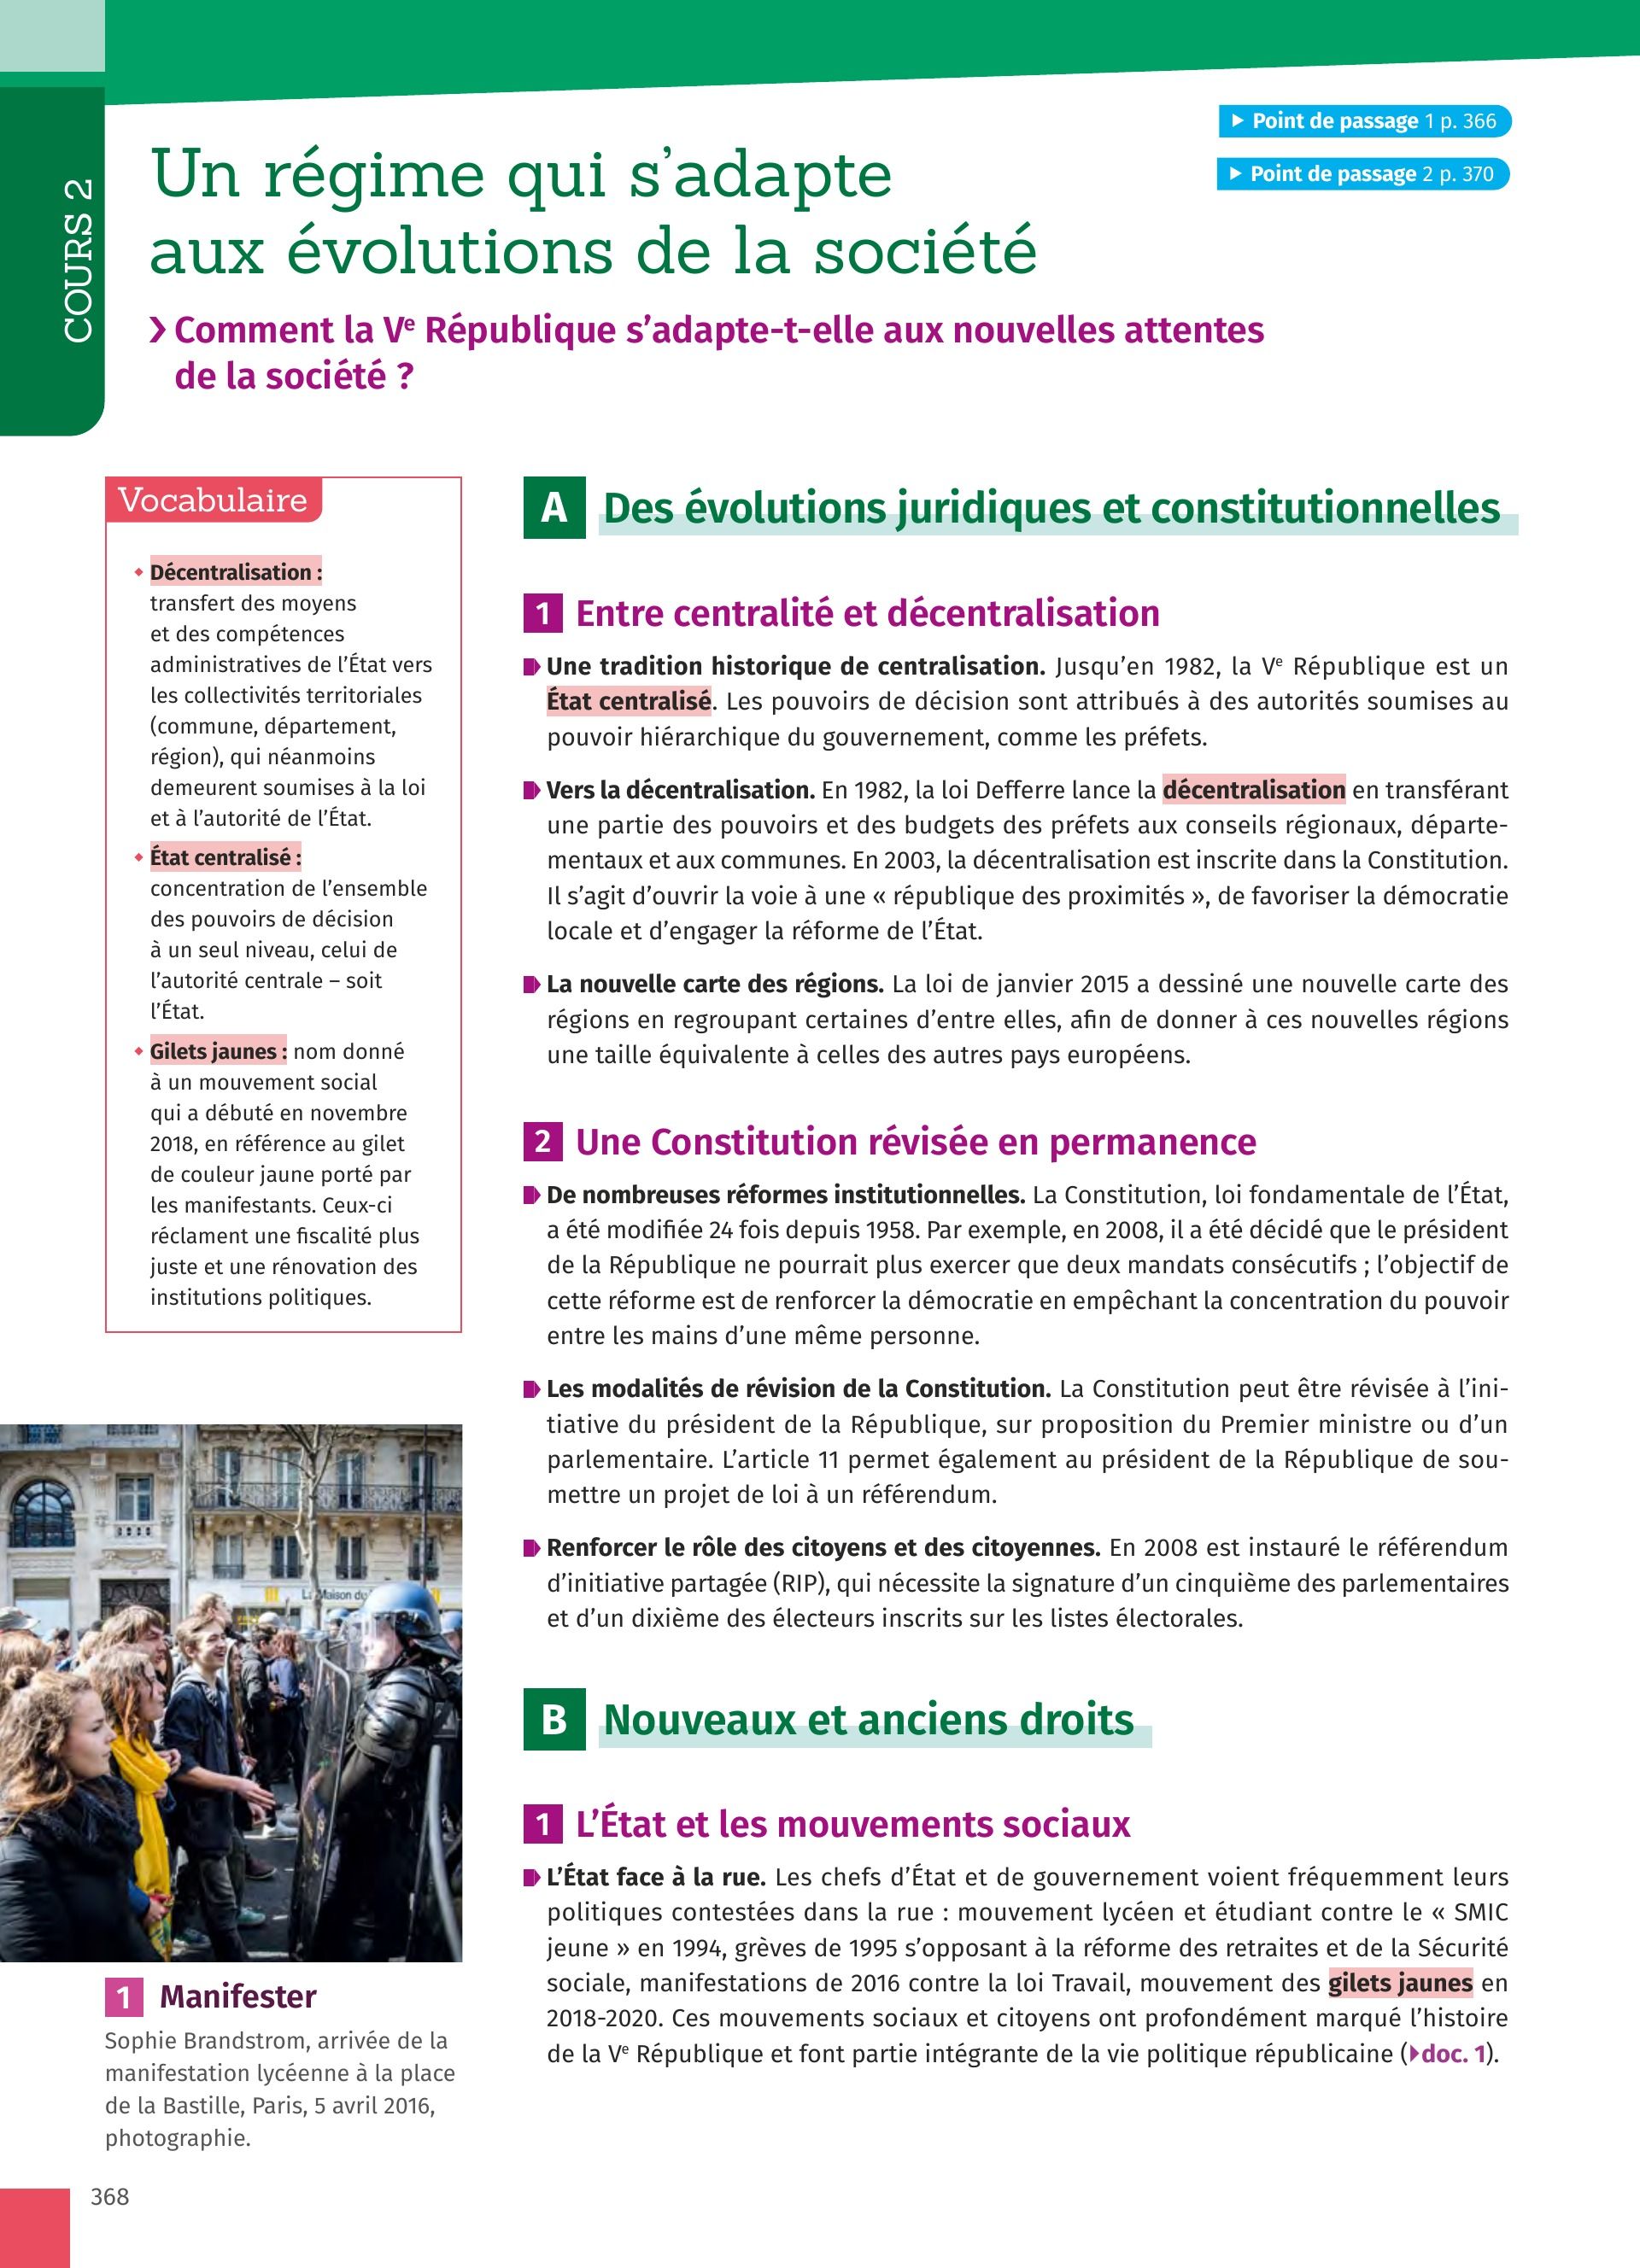 COURS 2
Point de passage 1 p. 366
Point de passage 2 p. 370
Un régime qui s’adapte
aux évolutions de la société
Comment la Ve République s’adapte-t-elle aux nouvelles attentes
de la société ?
Vocabulaire
Décentralisation :
transfert des moyens
et des compétences
administratives de l’État vers
les collectivités territoriales
(commune, département,
région), qui néanmoins
demeurent soumises à la loi
et à l’autorité de l’État.
État centralisé :
concentration de l’ensemble
des pouvoirs de décision
à un seul niveau, celui de
l’autorité centrale – soit
l’État.
Gilets jaunes : nom donné
à un mouvement social
qui a débuté en novembre
2018, en référence au gilet
de couleur jaune porté par
les manifestants. Ceux-ci
réclament une fiscalité plus
juste et une rénovation des
institutions politiques.
La Maison du
1 Manifester
Sophie Brandstrom, arrivée de la
manifestation lycéenne à la place
de la Bastille, Paris, 5 avril 2016,
photographie.
A Des évolutions juridiques et constitutionnelles
1 Entre centralité et décentralisation
Une tradition historique de centralisation. Jusqu’en 1982, la Ve République est un
État centralisé. Les pouvoirs de décision sont attribués à des autorités soumises au
pouvoir hiérarchique du gouvernement, comme les préfets.
Vers la décentralisation. En 1982, la loi Defferre lance la décentralisation en transférant
une partie des pouvoirs et des budgets des préfets aux conseils régionaux, départe-
mentaux et aux communes. En 2003, la décentralisation est inscrite dans la Constitution.
Il s’agit d’ouvrir la voie à une « république des proximités », de favoriser la démocratie
locale et d’engager la réforme de l’État.
La nouvelle carte des régions. La loi de janvier 2015 a dessiné une nouvelle carte des
régions en regroupant certaines d’entre elles, afin de donner à ces nouvelles régions
une taille équivalente à celles des autres pays européens.
2 Une Constitution révisée en permanence
De nombreuses réformes institutionnelles. La Constitution, loi fondamentale de l’État,
a été modifiée 24 fois depuis 1958. Par exemple, en 2008, il a été décidé que le président
de la République ne pourrait plus exercer que deux mandats consécutifs ; l’objectif de
cette réforme est de renforcer la démocratie en empêchant la concentration du pouvoir
entre les mains d’une même personne.
Les modalités de révision de la Constitution. La Constitution peut être révisée à l’ini-
tiative du président de la République, sur proposition du Premier ministre ou d’un
parlementaire. L’article 11 permet également au président de la République de sou-
mettre un projet de loi à un référendum.
Renforcer le rôle des citoyens et des citoyennes. En 2008 est instauré le référendum
d’initiative partagée (RIP), qui nécessite la signature d’un cinquième des parlementaires
et d’un dixième des électeurs inscrits sur les listes électorales.
B Nouveaux et anciens droits
1 L’État et les mouvements sociaux
L’État face à la rue. Les chefs d’État et de gouvernement voient fréquemment leurs
politiques contestées dans la rue : mouvement lycéen et étudiant contre le « SMIC
jeune » en 1994, grèves de 1995 s’opposant à la réforme des retraites et de la Sécurité
sociale, manifestations de 2016 contre la loi Travail, mouvement des gilets jaunes en
2018-2020. Ces mouvements sociaux et citoyens ont profondément marqué l’histoire
de la Ve République et font partie intégrante de la vie politique républicaine (doc. 1).
368